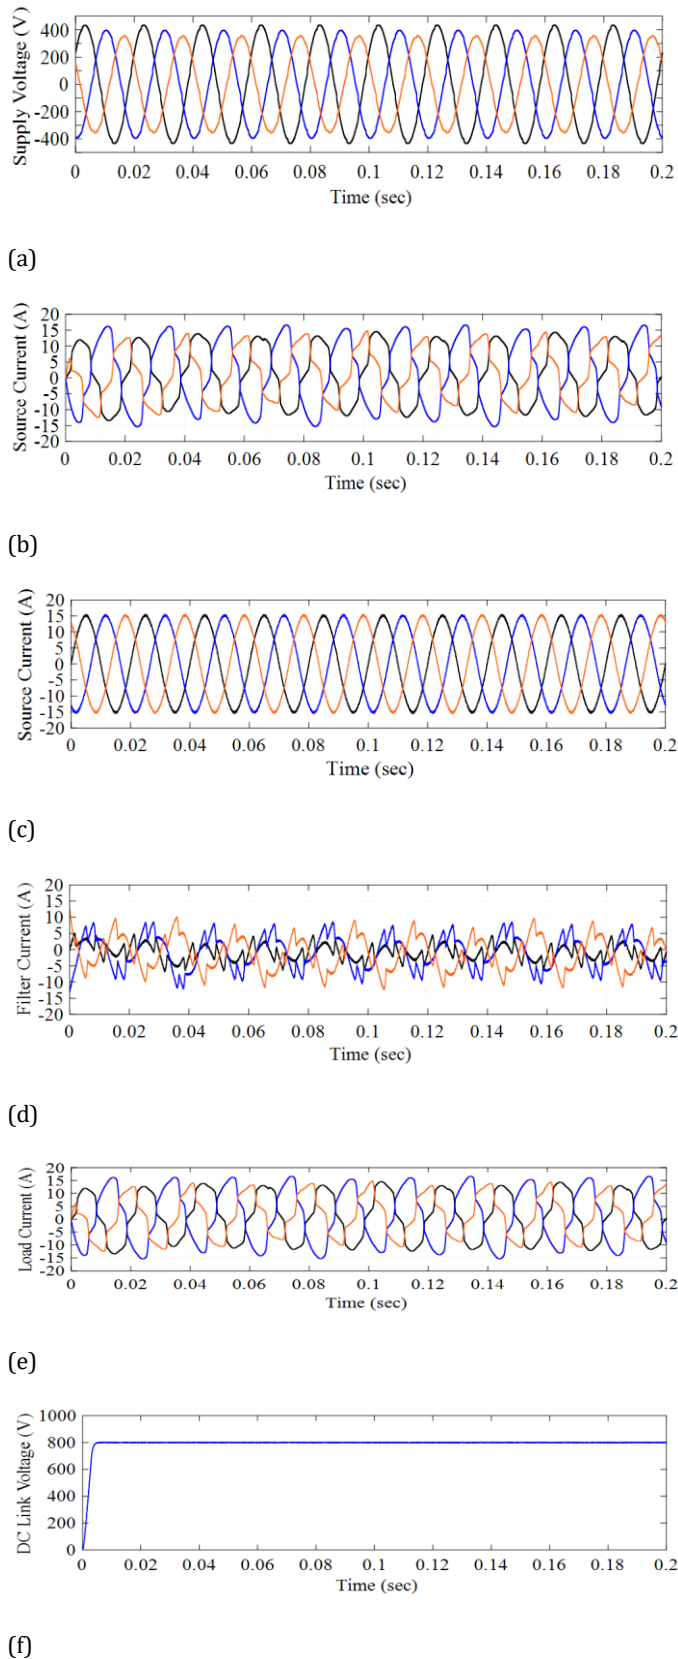 Supply Voltage (V)
400
200
0
-200
-400
0 0.02 0.04 0.06 0.08 0.1 0.12 0.14 0.16 0.18 0.2
Time (sec)
(a)
Source Current (A)
20
15
10
5
0
-5
-10
-15
-20
0 0.02 0.04 0.06 0.08 0.1 0.12 0.14 0.16 0.18 0.2
Time (sec)
(b)
Source Current (A)
20
15
10
5
0
-5
-10
-15
-20
0 0.02 0.04 0.06 0.08 0.1 0.12 0.14 0.16 0.18 0.2
Time (sec)
(c)
Filter Current (A)
20
15
10
5
0
-5
-10
-15
-20
0 0.02 0.04 0.06 0.08 0.1 0.12 0.14 0.16 0.18 0.2
Time (sec)
(d)
Load Current (A)
20
15
10
5
0
-5
-10
-15
-20
0 0.02 0.04 0.06 0.08 0.1 0.12 0.14 0.16 0.18 0.2
Time (sec)
(e)
DC Link Voltage (V)
1000
800
600
400
200
0
0 0.02 0.04 0.06 0.08 0.1 0.12 0.14 0.16 0.18 0.2
Time (sec)
(f)